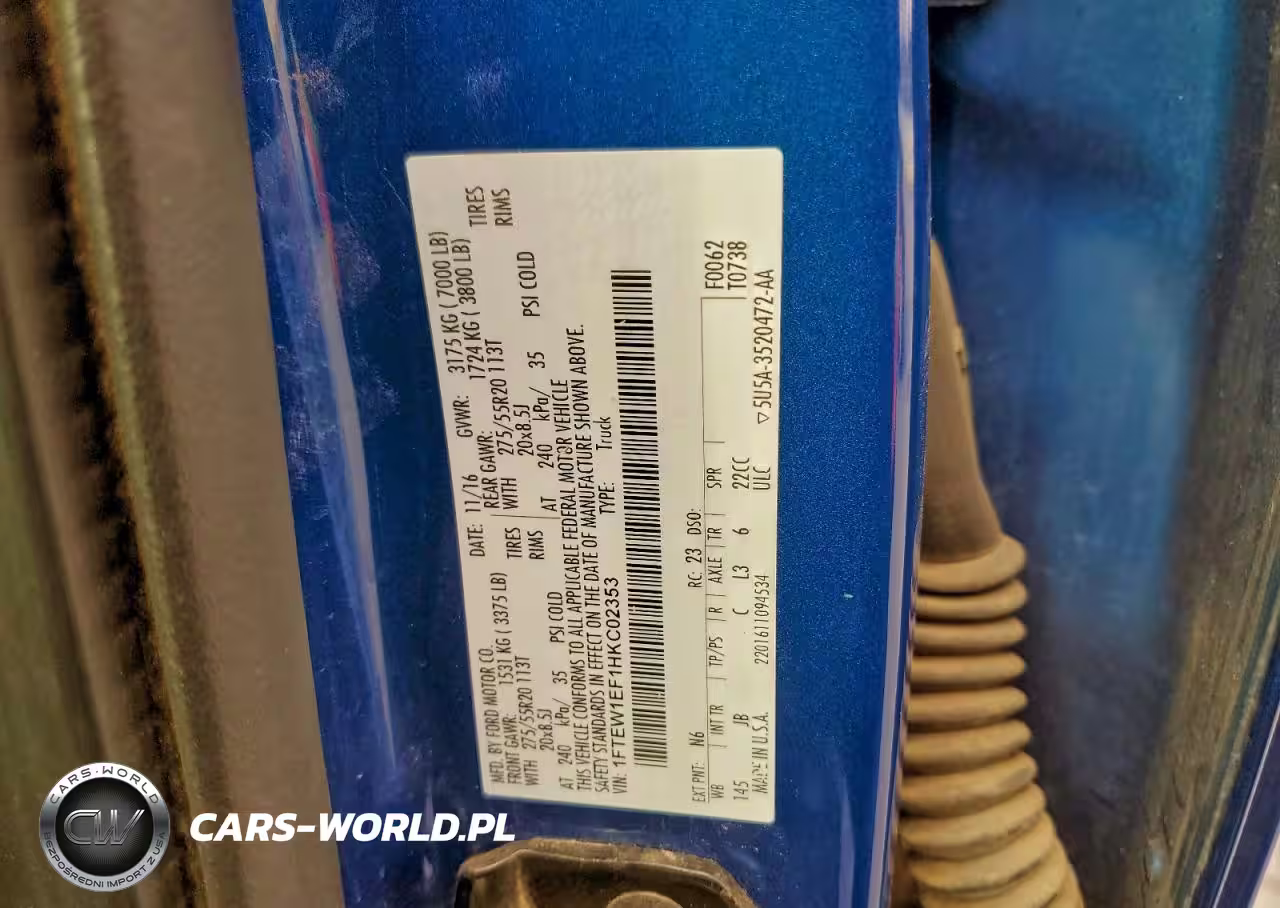 MFD. BY FORD MOTOR CO.
DATE: 11/16 GVWR: 3175 KG ( 7000 LB)
FRONT GAWR: 1531 KG ( 3375 LB)
REAR GAWR: 1724 KG ( 3800 LB)
WITH 275/55R20 113T TIRES
WITH 275/55R20 113T TIRES
20x8.5J RIMS
20x8.5J RIMS
AT 240 kPa/ 35 PSI COLD
AT 240 kPa/ 35 PSI COLD
THIS VEHICLE CONFORMS TO ALL APPLICABLE FEDERAL MOTOR VEHICLE
SAFETY STANDARDS IN EFFECT ON THE DATE OF MANUFACTURE SHOWN ABOVE.
VIN: 1FTEW1EF1HKC02353 TYPE: Truck
EXT PNT: N6 RC: 23 DSO: F0062
WB INT TR TP/PS R AXLE TR SPR T0738
145 JB C L3 6 22CC
MADE IN U.S.A. 2201611094534 ULC ▽ 5U5A-3520472-AA
CARS-WORLD
CW
BEZPOŚREDNI IMPORT Z USA
CARS-WORLD.PL